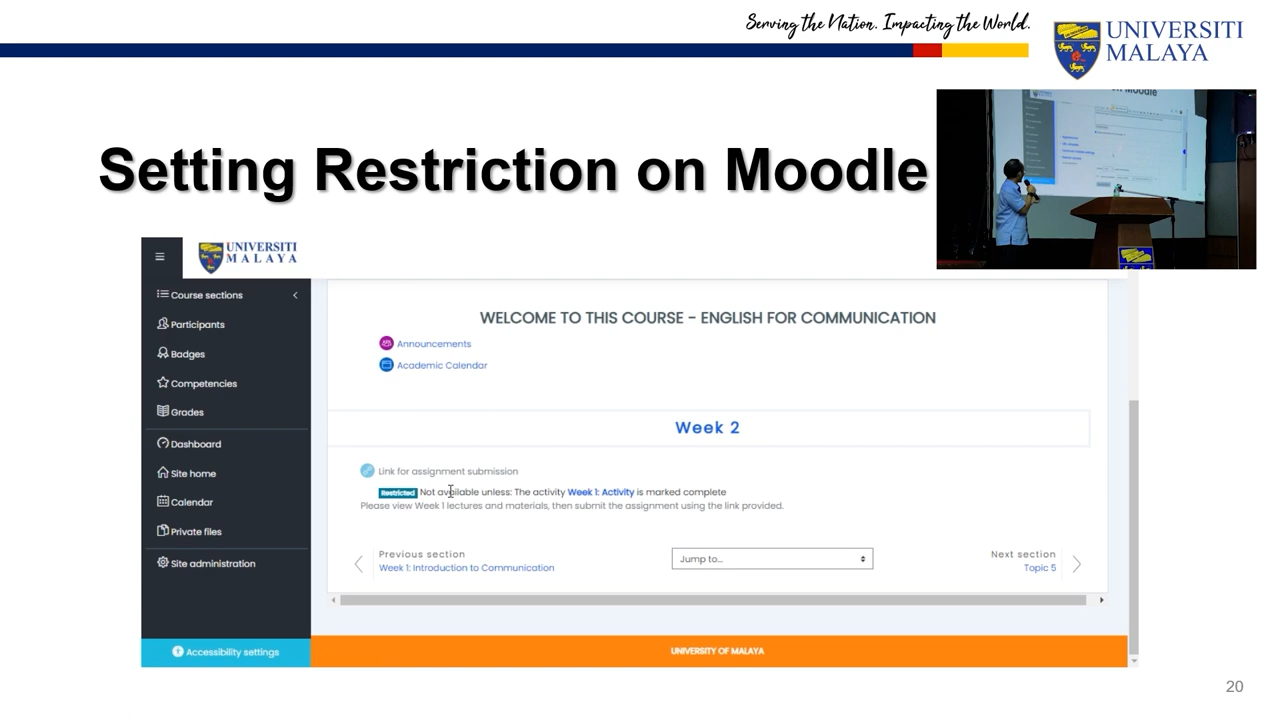 Serving the Nation. Impacting the World.
UNIVERSITI
MALAYA
Setting Restriction on Moodle
on Moodle
UNIVERSITI
MALAYA
Course sections
Participants
Badges
Competencies
Grades
Dashboard
Site home
Calendar
Private files
Site administration
Accessibility settings
WELCOME TO THIS COURSE - ENGLISH FOR COMMUNICATION
Announcements
Academic Calendar
Week 2
Link for assignment submission
Restricted Not available unless: The activity Week 1: Activity is marked complete
Please view Week 1 lectures and materials, then submit the assignment using the link provided.
Previous section
Week 1: Introduction to Communication
Jump to...
Next section
Topic 5
UNIVERSITY OF MALAYA
20